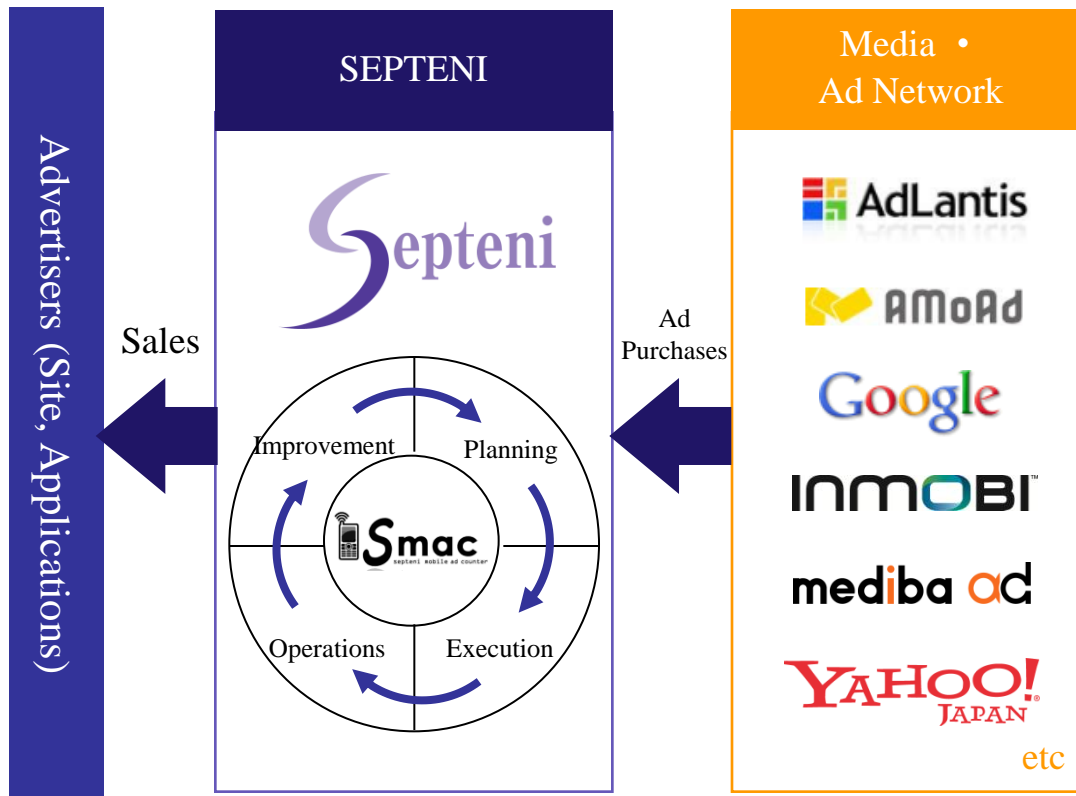 Advertisers (Site, Applications)
Sales
SEPTENI
Septeni
Improvement
Planning
Smac
septeni mobile ad counter
Operations
Execution
Ad
Purchases
Media •
Ad Network
AdLantis
AMoAd
Google
INMOBI™
mediba ad
YAHOO!®
JAPAN
etc